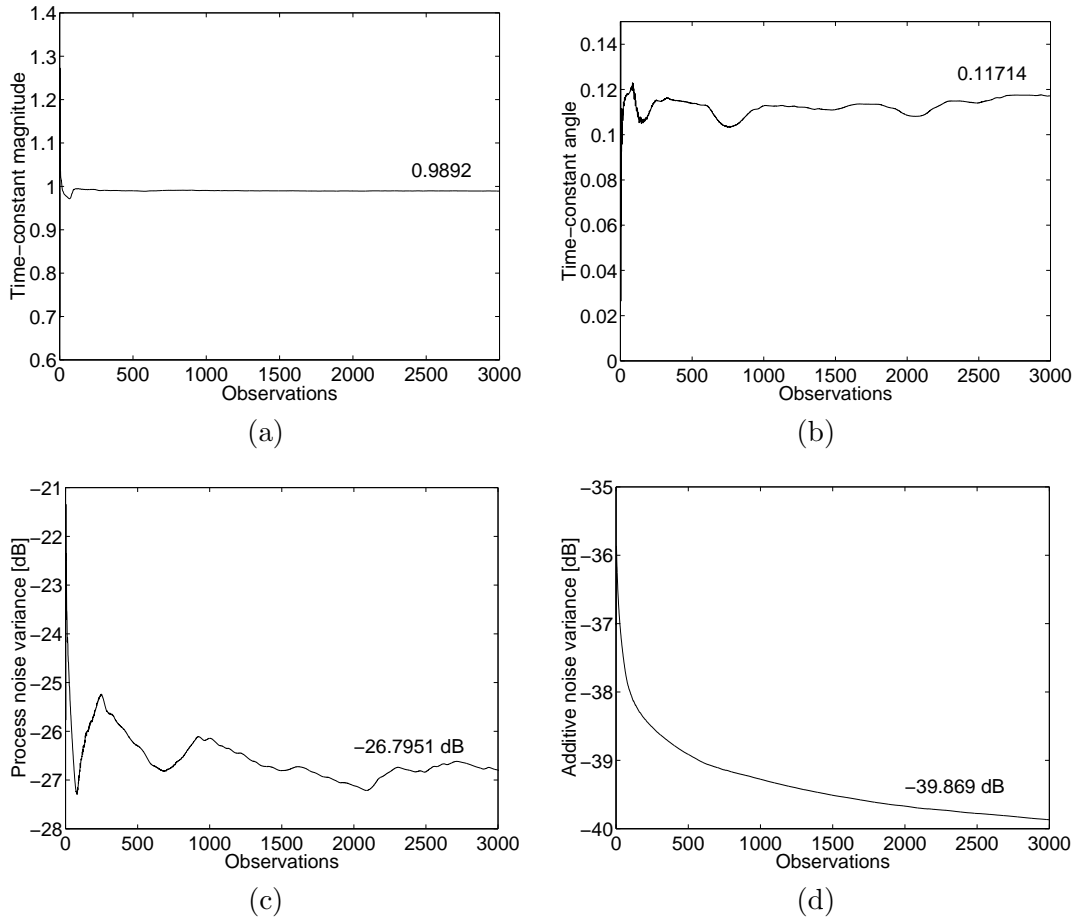 1.4
1.3
1.2
1.1
1
0.9
0.8
0.7
0.6
Time−constant magnitude
0.9892
0 500 1000 1500 2000 2500 3000
Observations
(a)
0.14
0.12
0.1
0.08
0.06
0.04
0.02
0
Time−constant angle
0.11714
0 500 1000 1500 2000 2500 3000
Observations
(b)
−21
−22
−23
−24
−25
−26
−27
−28
Process noise variance [dB]
−26.7951 dB
0 500 1000 1500 2000 2500 3000
Observations
(c)
−35
−36
−37
−38
−39
−40
Additive noise variance [dB]
−39.869 dB
0 500 1000 1500 2000 2500 3000
Observations
(d)